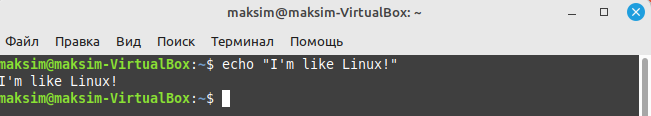 maksim@maksim-VirtualBox: ~
Файл Правка Вид Поиск Терминал Помощь
maksim@maksim-VirtualBox:~$ echo "I'm like Linux!"
I'm like Linux!
maksim@maksim-VirtualBox:~$